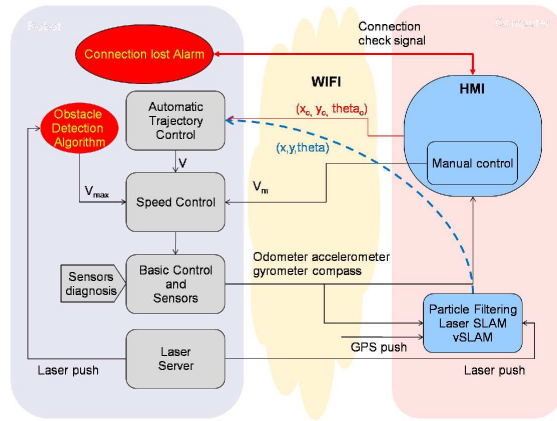 Robot
Computer
Connection
check signal
Connection lost Alarm
WIFI
HMI
Obstacle
Detection
Algorithm
Automatic
Trajectory
Control
(xc, yc, thetac)
(x,y,theta)
Manual control
V
Vmax
Speed Control
Vm
Sensors
diagnosis
Basic Control
and
Sensors
Odometer accelerometer
gyrometer compass
Particle Filtering
Laser SLAM
vSLAM
GPS push
Laser
Server
Laser push
Laser push